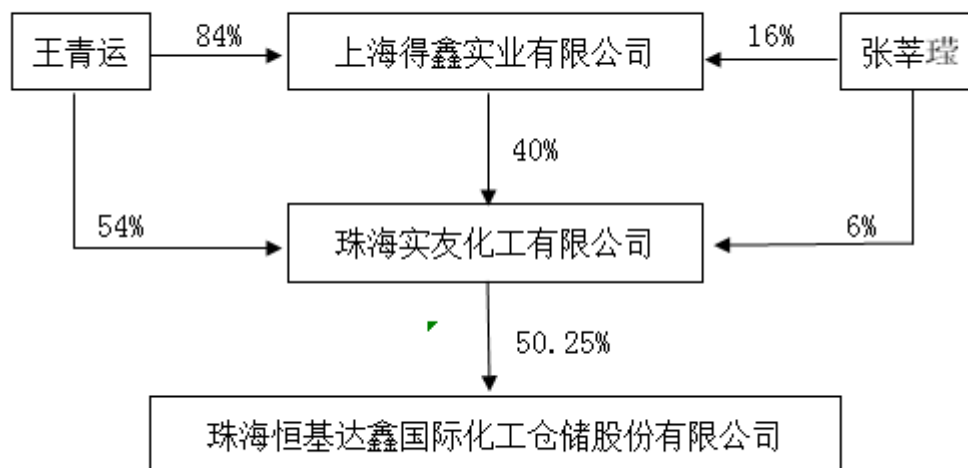 84%
16%
王青运
上海得鑫实业有限公司
张莘瑆
40%
54%
6%
珠海实友化工有限公司
50.25%
珠海恒基达鑫国际化工仓储股份有限公司